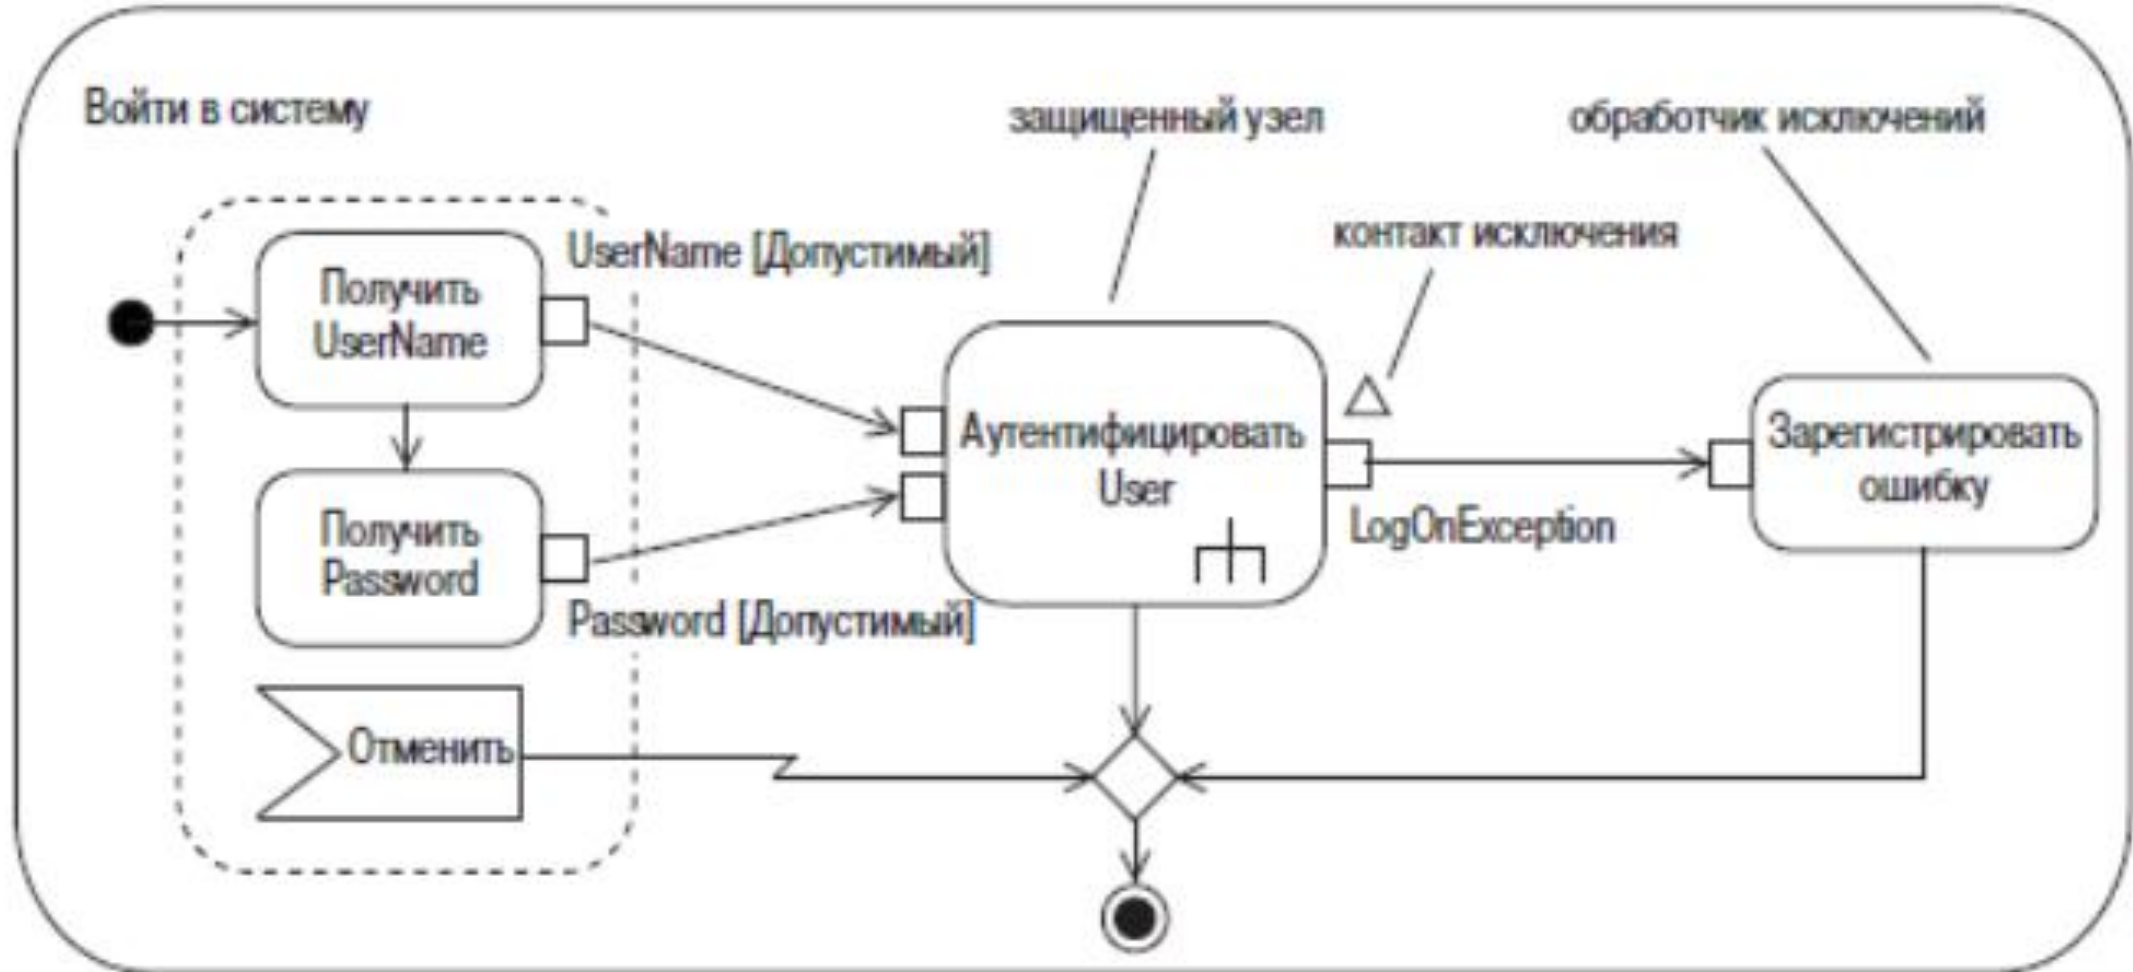 Войти в систему
защищенный узел
обработчик исключений
контакт исключения
UserName [Допустимый]
Получить
UserName
Аутентифицировать
User
Зарегистрировать
ошибку
LogOnException
Получить
Password
Password [Допустимый]
Отменить